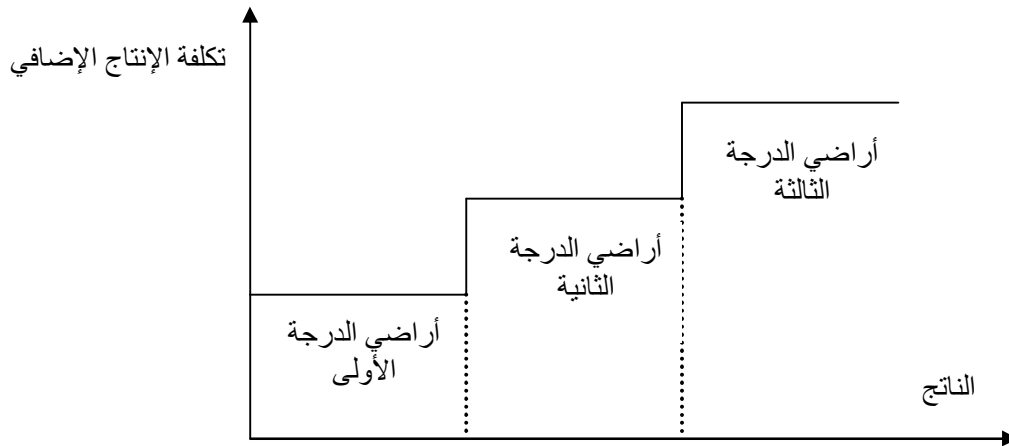 تكلفة الإنتاج الإضافي
أراضي الدرجة
الثالثة
أراضي الدرجة
الثانية
أراضي الدرجة
الأولى
الناتج